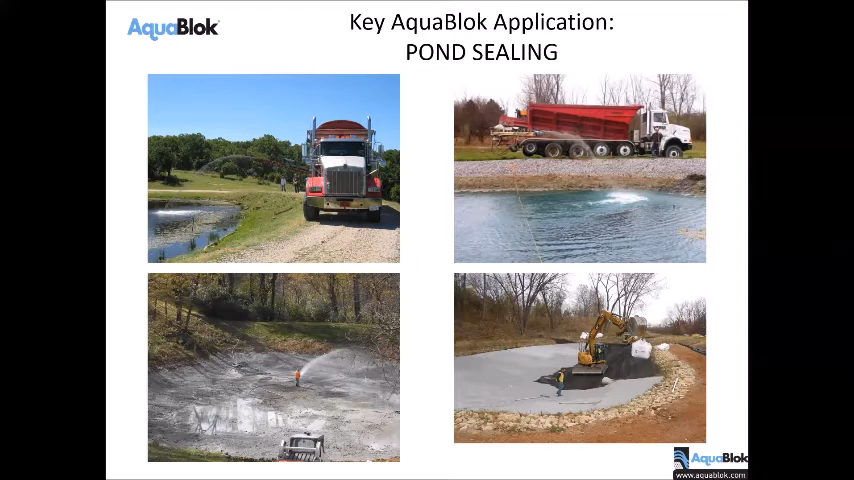 AquaBlok
Key AquaBlok Application:
POND SEALING
AquaBlok
www.aquablok.com